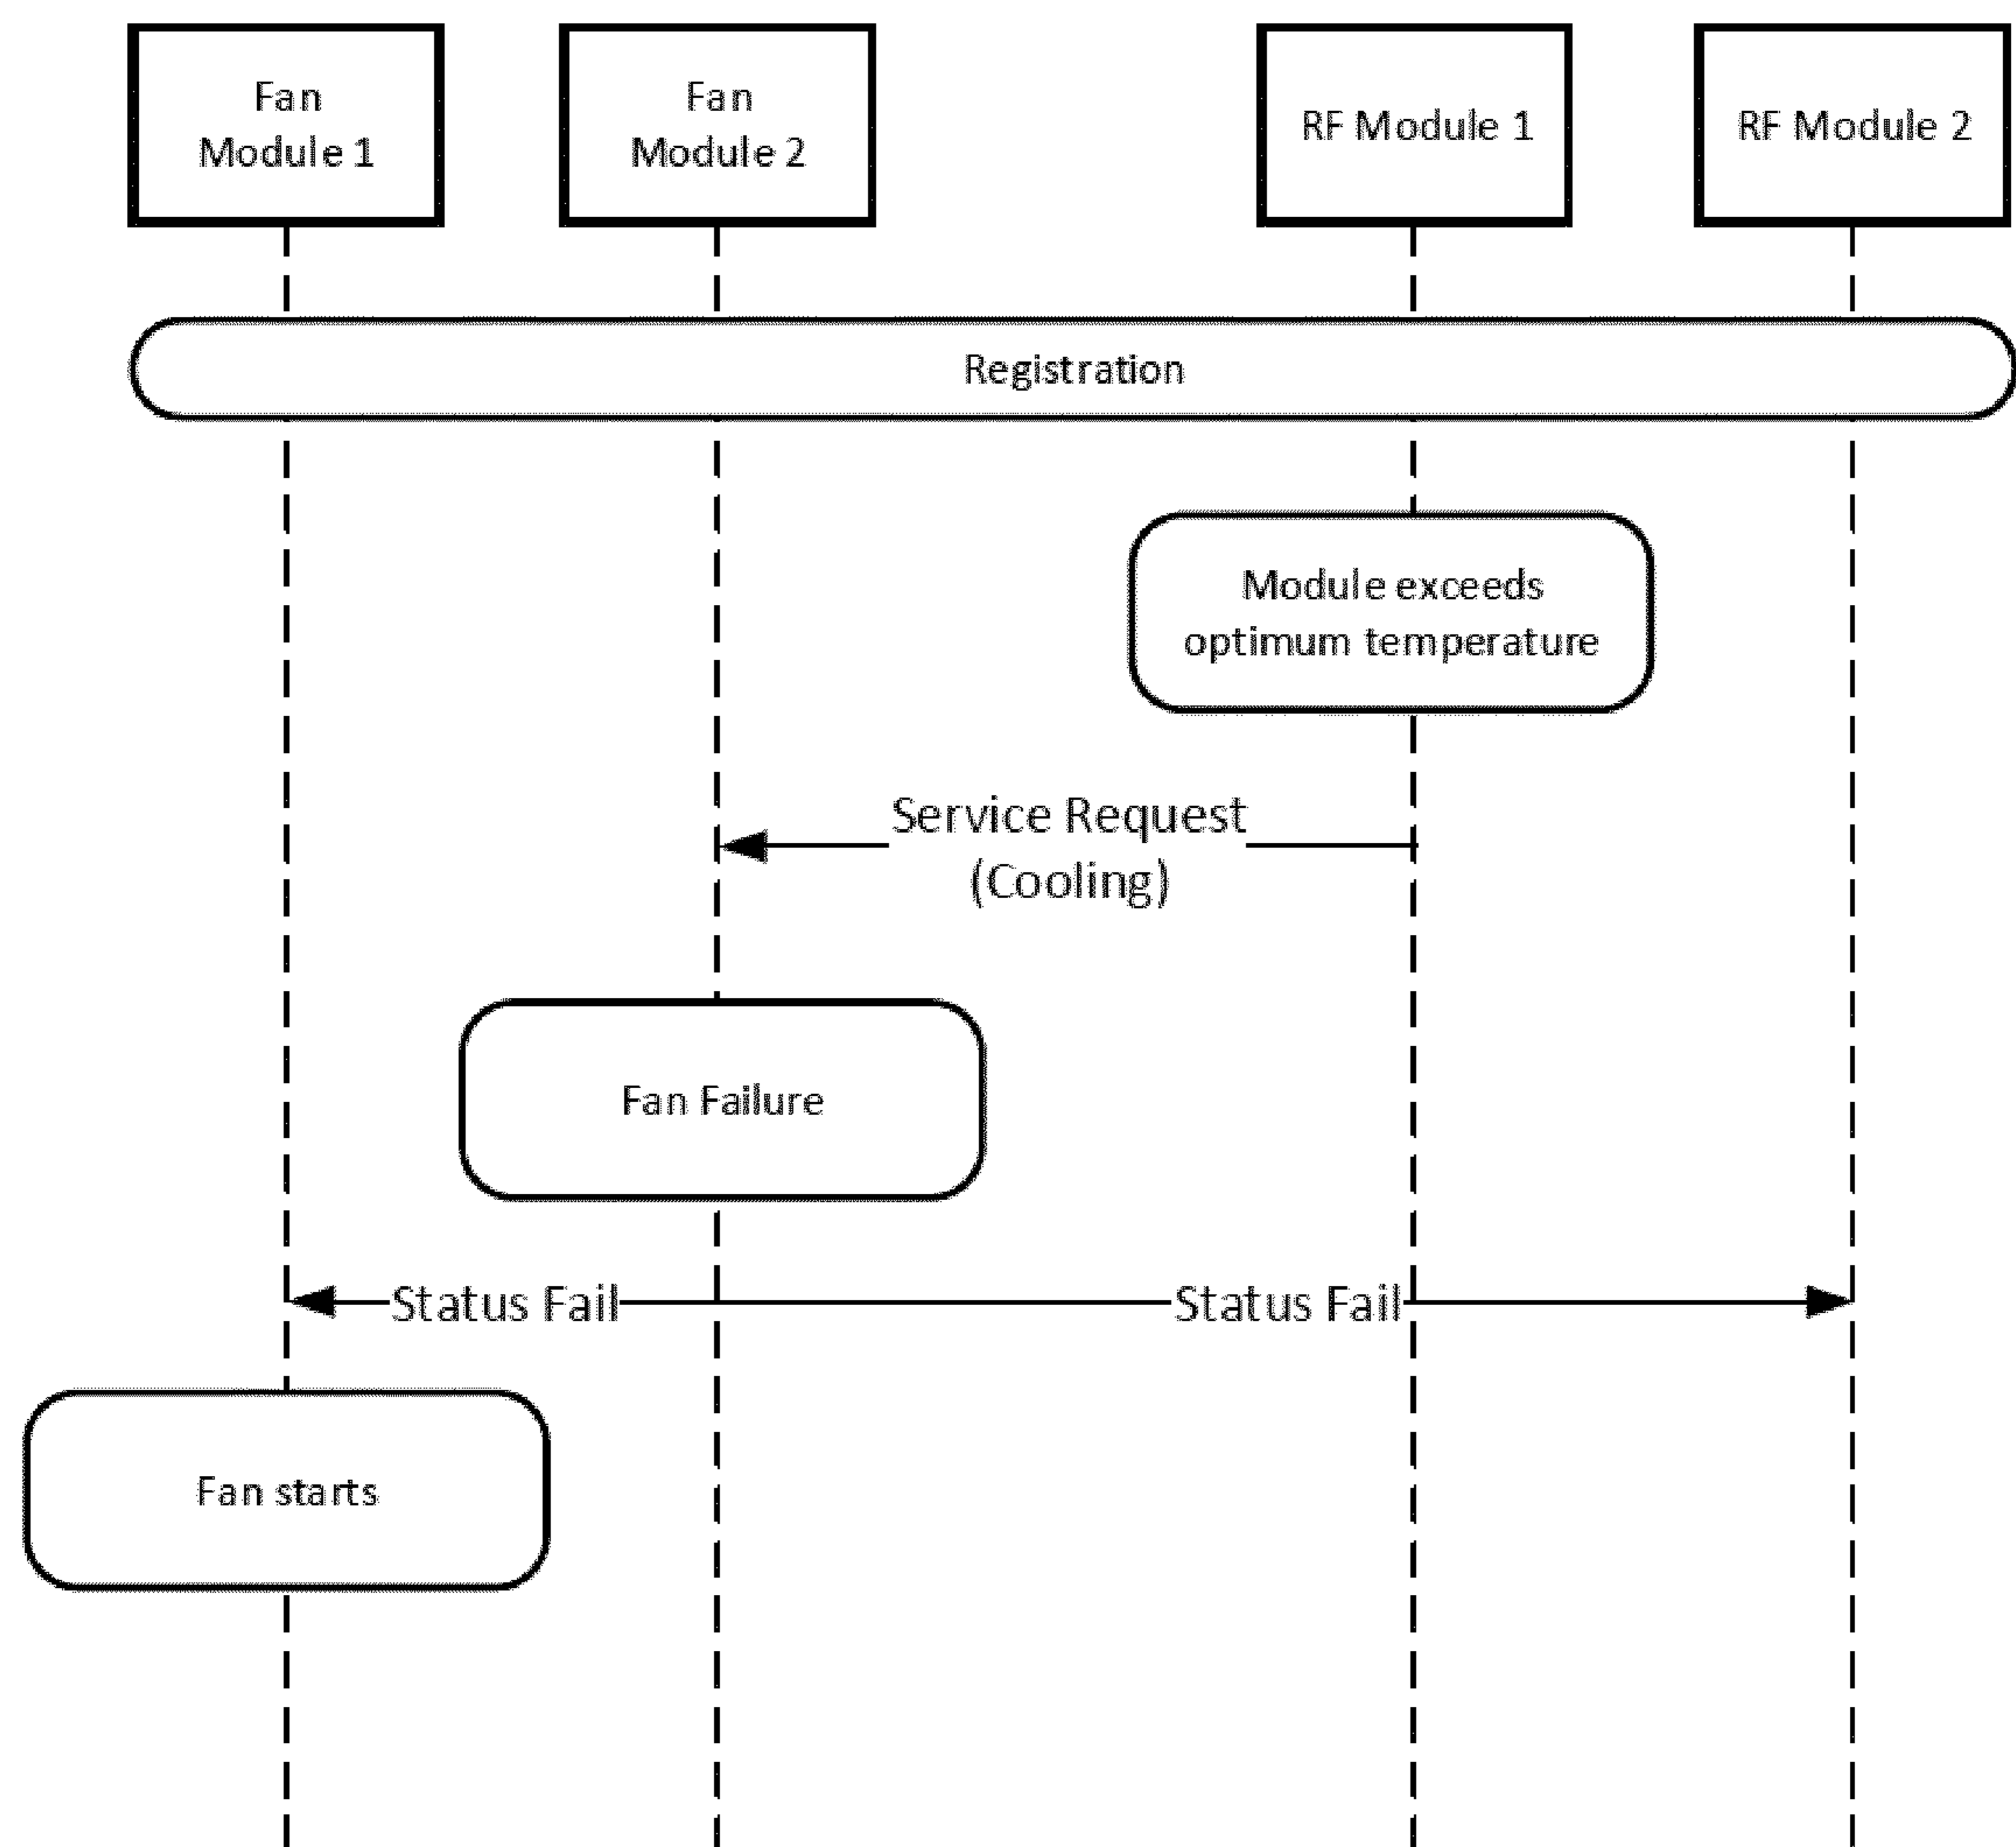 Fan
Module 1
Fan
Module 2
RF Module 1
RF Module 2
Registration
Module exceeds
optimum temperature
Service Request
(Cooling)
Fan Failure
Status Fail
Status Fail
Fan starts